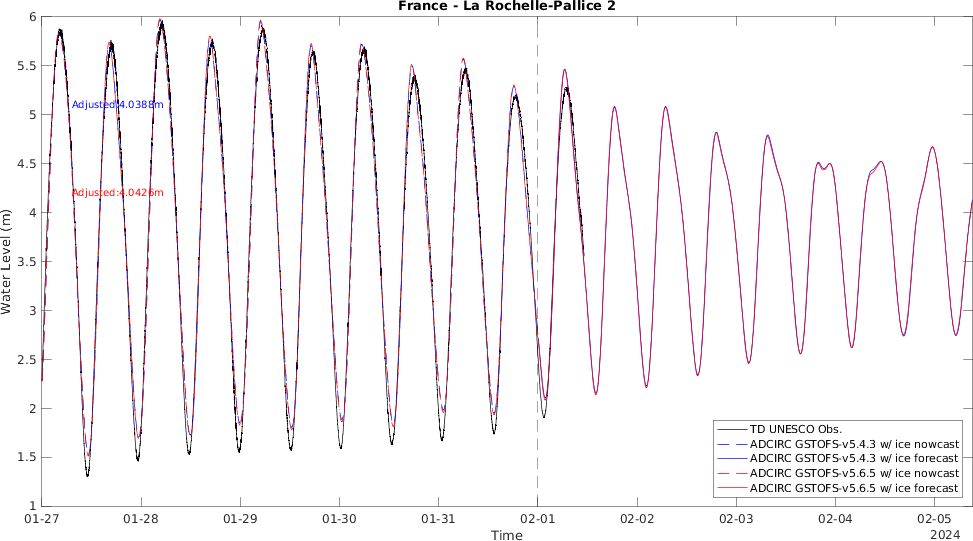 France - La Rochelle-Pallice 2
6
5.5
5
4.5
4
3.5
3
2.5
2
1.5
1
Water Level (m)
Adjusted:4.0388m
Adjusted:4.0426m
TD UNESCO Obs.
ADCIRC GSTOFS-v5.4.3 w/ ice nowcast
ADCIRC GSTOFS-v5.4.3 w/ ice forecast
ADCIRC GSTOFS-v5.6.5 w/ ice nowcast
ADCIRC GSTOFS-v5.6.5 w/ ice forecast
01-27 01-28 01-29 01-30 01-31 02-01 02-02 02-03 02-04 02-05
Time
2024